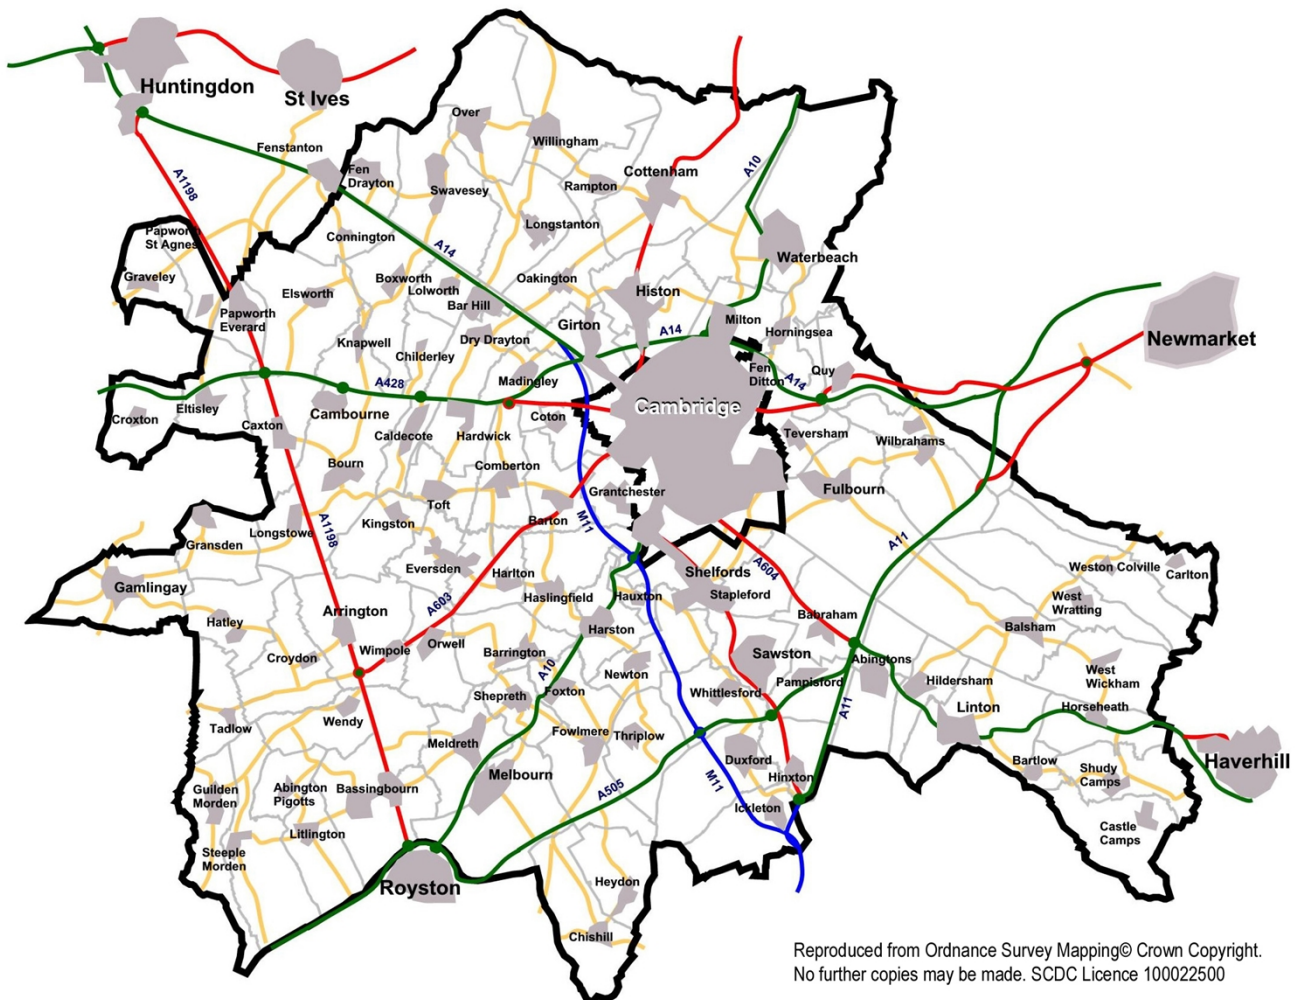 Huntingdon
St Ives
Over
Willingham
Fenstanton
Fen
Drayton
Swavesey
Rampton
Cottenham
A10
A1198
Longstanton
Papworth
St Agnes
Connington
A14
Waterbeach
Graveley
Elsworth
Boxworth
Lolworth
Bar Hill
Oakington
Histon
Papworth
Everard
Girton
A14
Milton
Horningsea
Newmarket
Knapwell
Childerley
Dry Drayton
Madingley
Fen
Ditton
A14
Quy
A428
Croxton
Eltisley
Caxton
Cambourne
Caldecote
Hardwick
Coton
Cambridge
Teversham
Wilbrahams
Bourn
Comberton
Toft
Grantchester
Fulbourn
Longstowe
A1198
Kingston
Barton
M11
Gransden
A11
Gamlingay
Eversden
Harlton
Haslingfield
Hauxton
Shelfords
Stapleford
A604
Weston Colville
Carlton
West
Wratting
Hatley
Arrington
A603
Harston
Babraham
Balsham
Croydon
Wimpole
Orwell
Barrington
A10
Newton
Sawston
Abingtons
Pampisford
Hildersham
West
Wickham
Tadlow
Wendy
Shepreth
Foxton
Whittlesford
A11
Linton
Horseheath
Meldreth
Fowlmere
Thriplow
Duxford
Bartlow
Shudy
Camps
Haverhill
Guilden
Morden
Abington
Pigotts
Bassingbourn
Melbourn
A505
M11
Hinxton
Ickleton
Litlington
Castle
Camps
Steeple
Morden
Royston
Heydon
Chishill
Reproduced from Ordnance Survey Mapping© Crown Copyright.
No further copies may be made. SCDC Licence 100022500